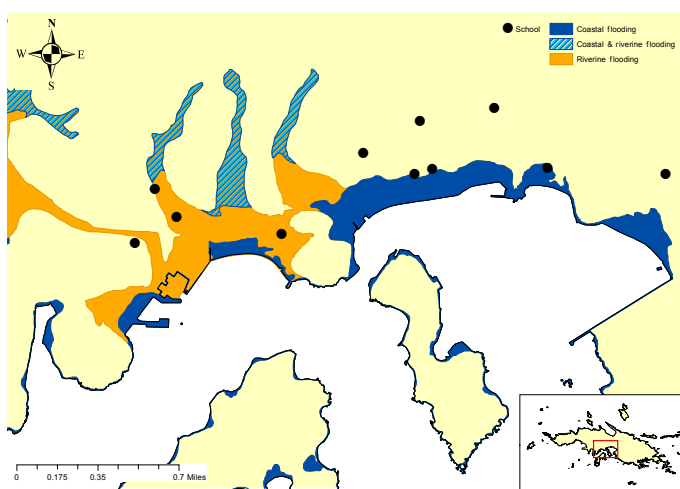 N
W E
S
School
Coastal flooding
Coastal & riverine flooding
Riverine flooding
0 0.175 0.35 0.7 Miles